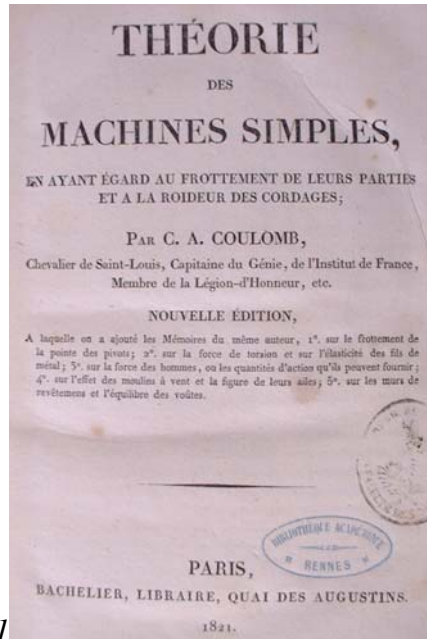 THÉORIE
DES
MACHINES SIMPLES,
EN AYANT ÉGARD AU FROTTEMENT DE LEURS PARTIES
ET A LA ROIDEUR DES CORDAGES;
PAR C. A. COULOMB,
Chevalier de Saint-Louis, Capitaine du Génie, de l'Institut de France,
Membre de la Légion-d'Honneur, etc.
NOUVELLE ÉDITION,
A laquelle on a ajouté les Mémoires du même auteur, 1°. sur le frottement de
la pointe des pivots; 2°. sur la force de torsion et sur l'élasticité des fils de
métal; 3°. sur la force des hommes, ou les quantités d'action qu'ils peuvent fournir;
4°. sur l'effet des moulins à vent et la figure de leurs ailes; 5°. sur les murs de
revêtemens et l'équilibre des voûtes.
BIBLIOTHÈQUE
RENNES
PARIS,
BACHELIER, LIBRAIRE, QUAI DES AUGUSTINS.
1821.